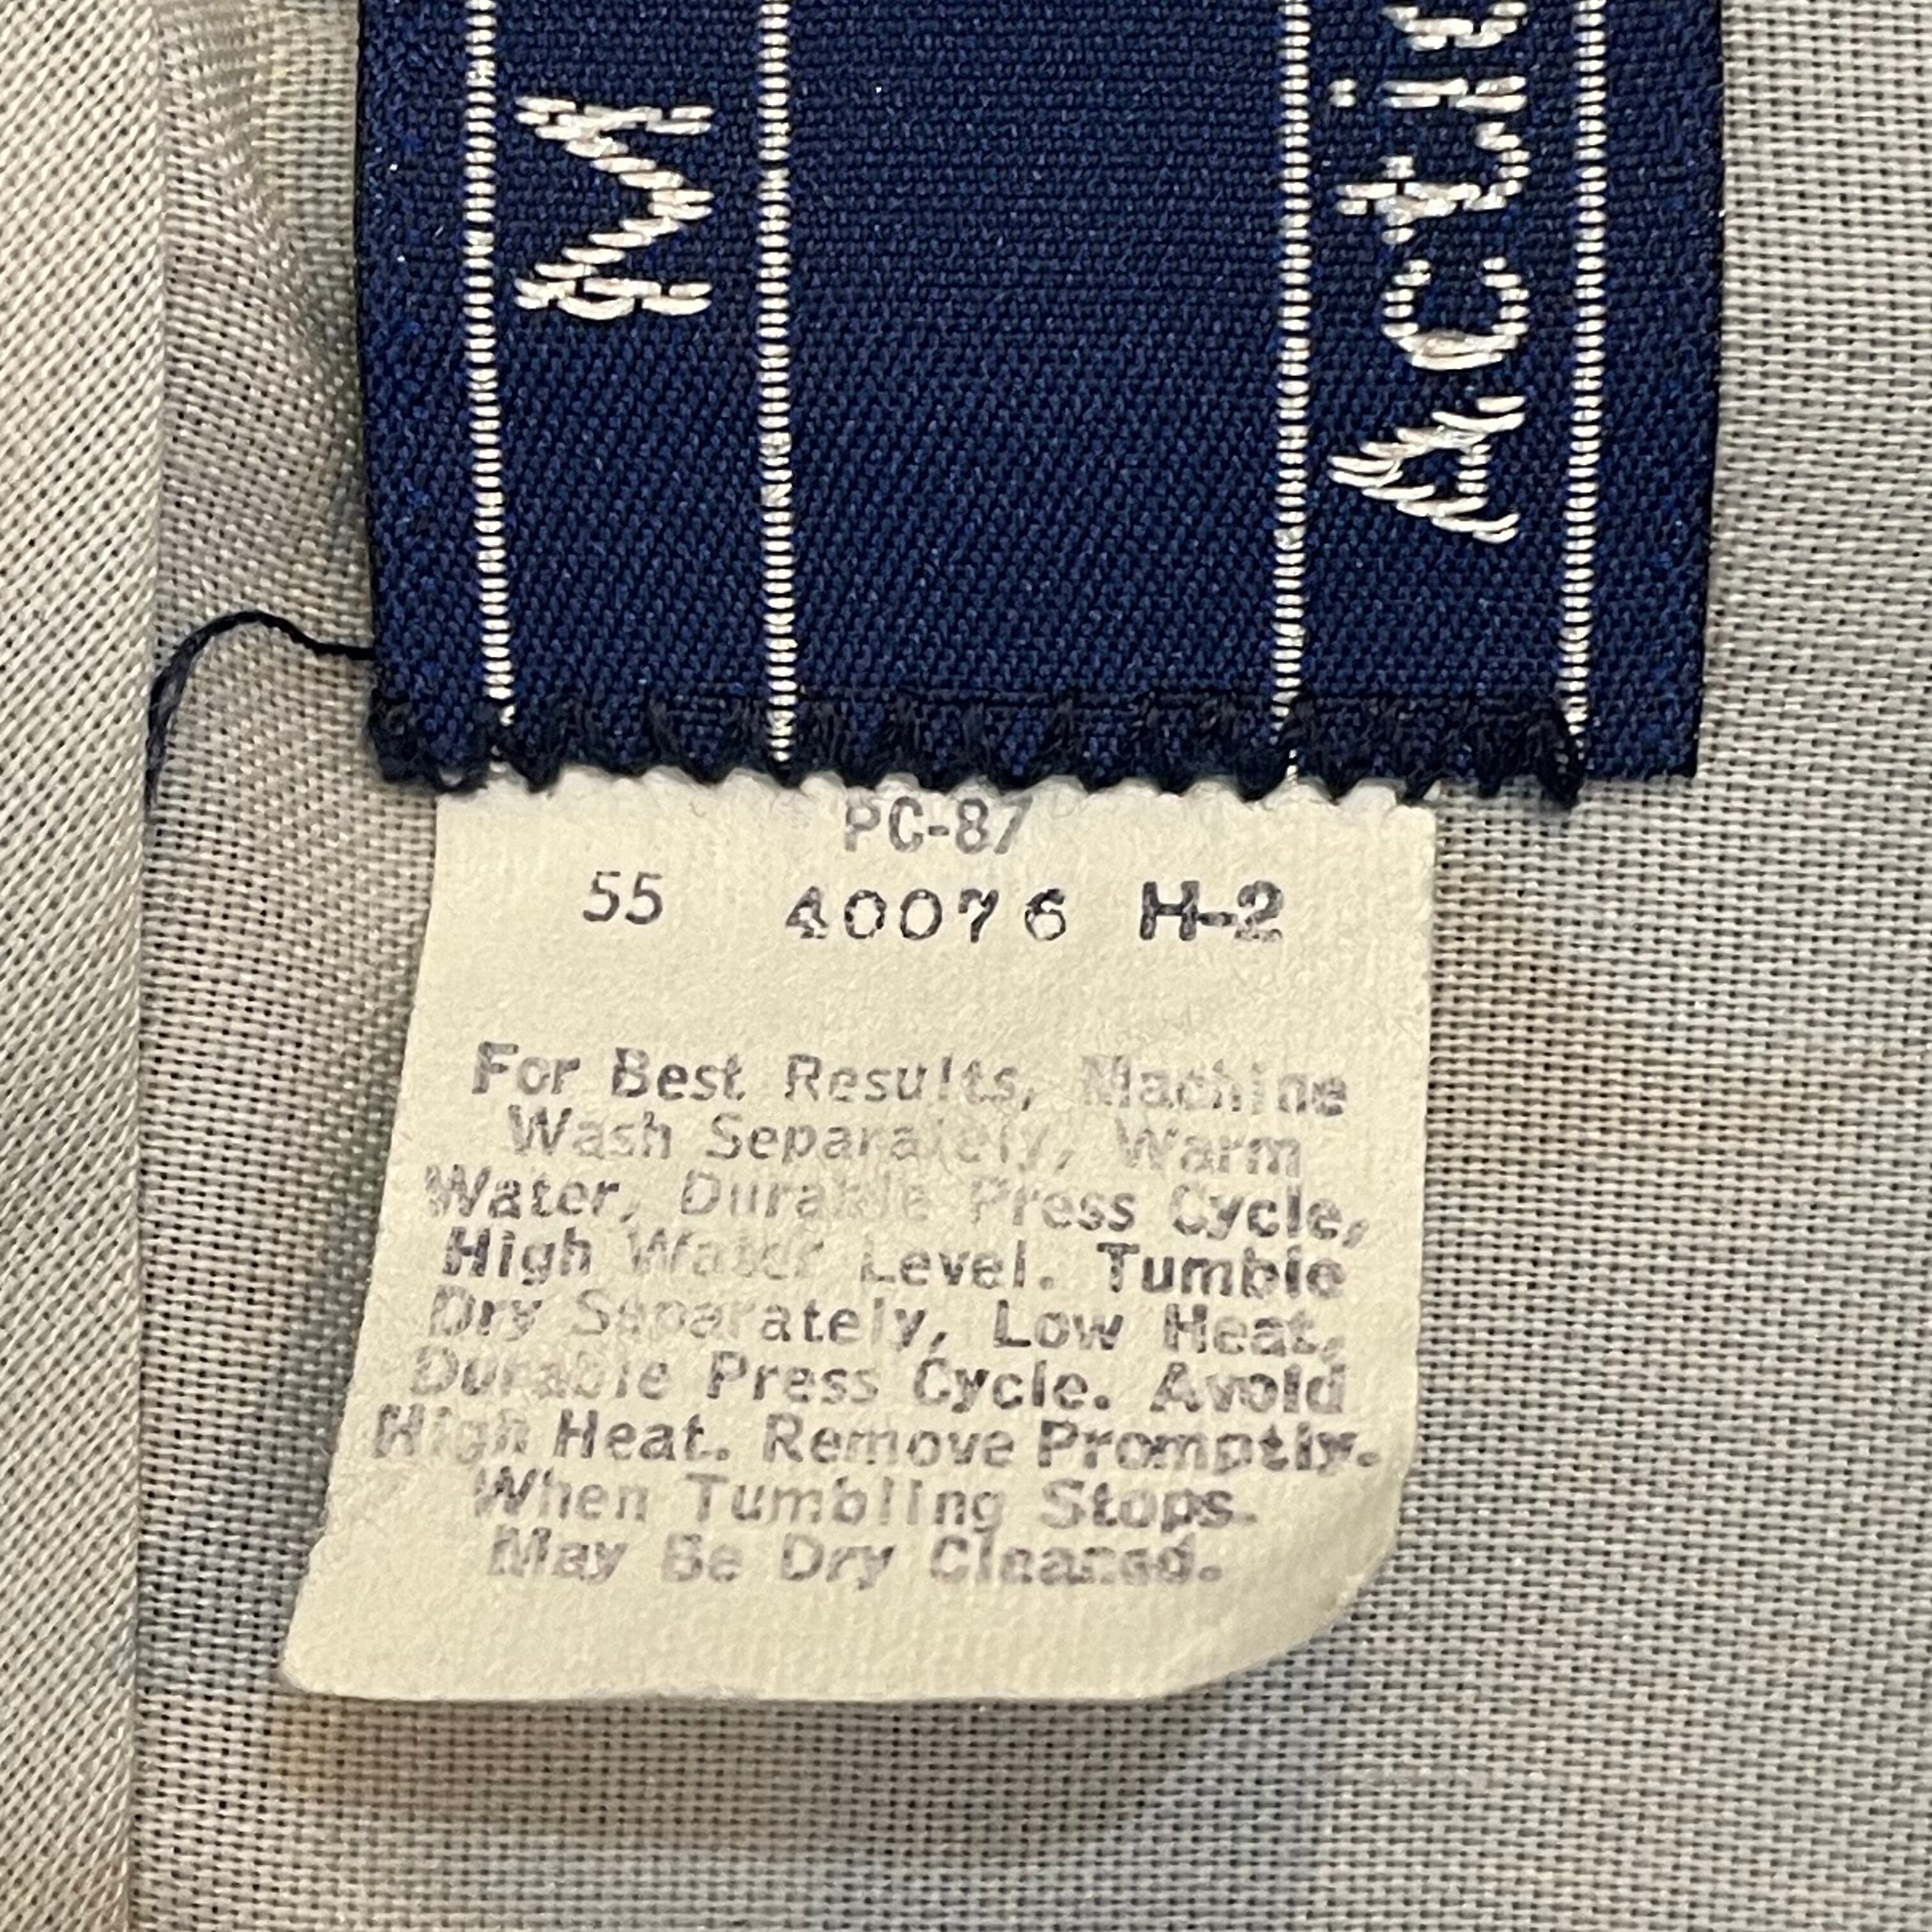 M
Actio
PC-87
55 40076 H-2
For Best Results, Machine
Wash Separately, Warm
Water, Durable Press Cycle,
High Water Level. Tumble
Dry Separately, Low Heat,
Durable Press Cycle. Avoid
High Heat. Remove Promptly.
When Tumbling Stops.
May Be Dry Cleaned.